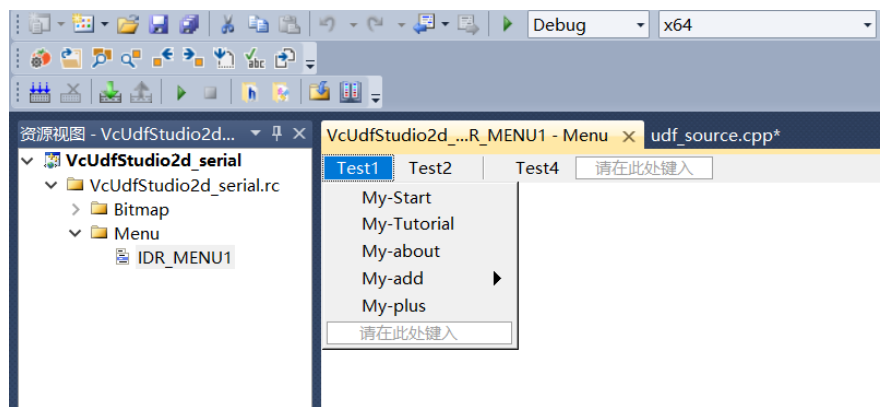 Debug x64
abc
资源视图 - VcUdfStudio2d...
VcUdfStudio2d_...R_MENU1 - Menu udf_source.cpp*
VcUdfStudio2d_serial
Test1 Test2 Test4 请在此处键入
VcUdfStudio2d_serial.rc
My-Start
Bitmap
My-Tutorial
Menu
My-about
IDR_MENU1
My-add
My-plus
请在此处键入